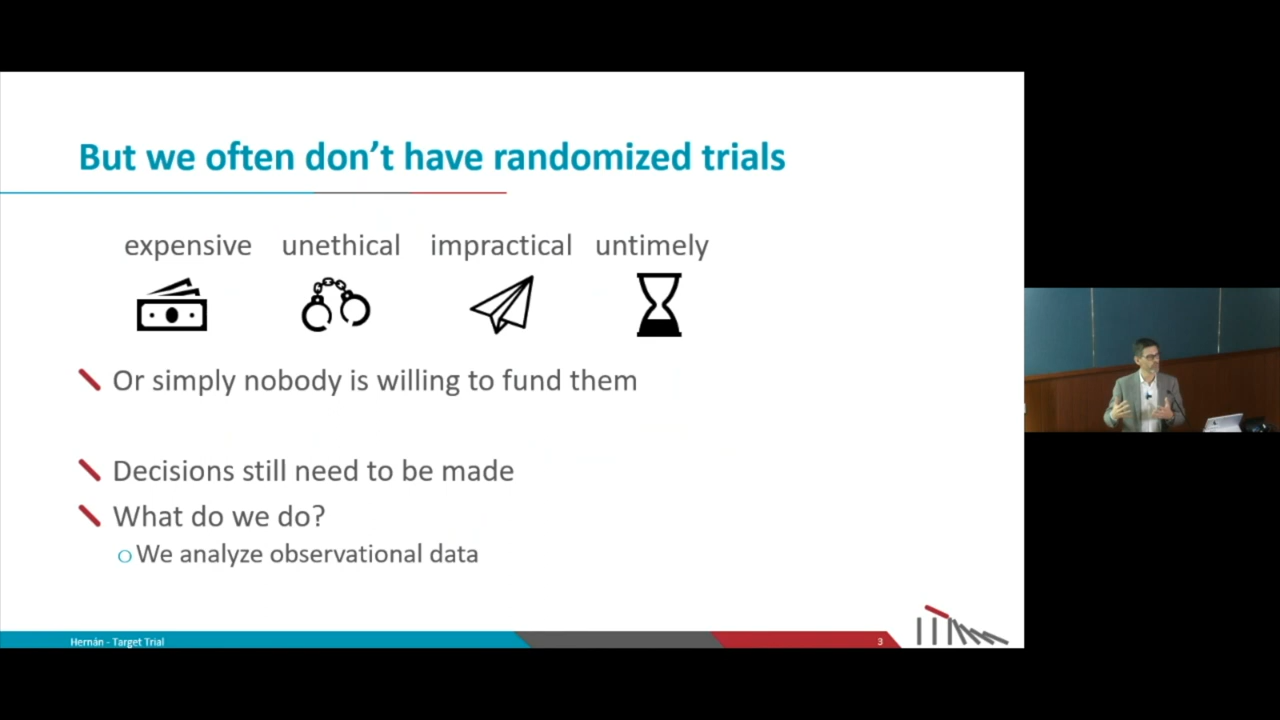 But we often don't have randomized trials
expensive unethical impractical untimely
Or simply nobody is willing to fund them
Decisions still need to be made
What do we do?
We analyze observational data
Hernán - Target Trial
3